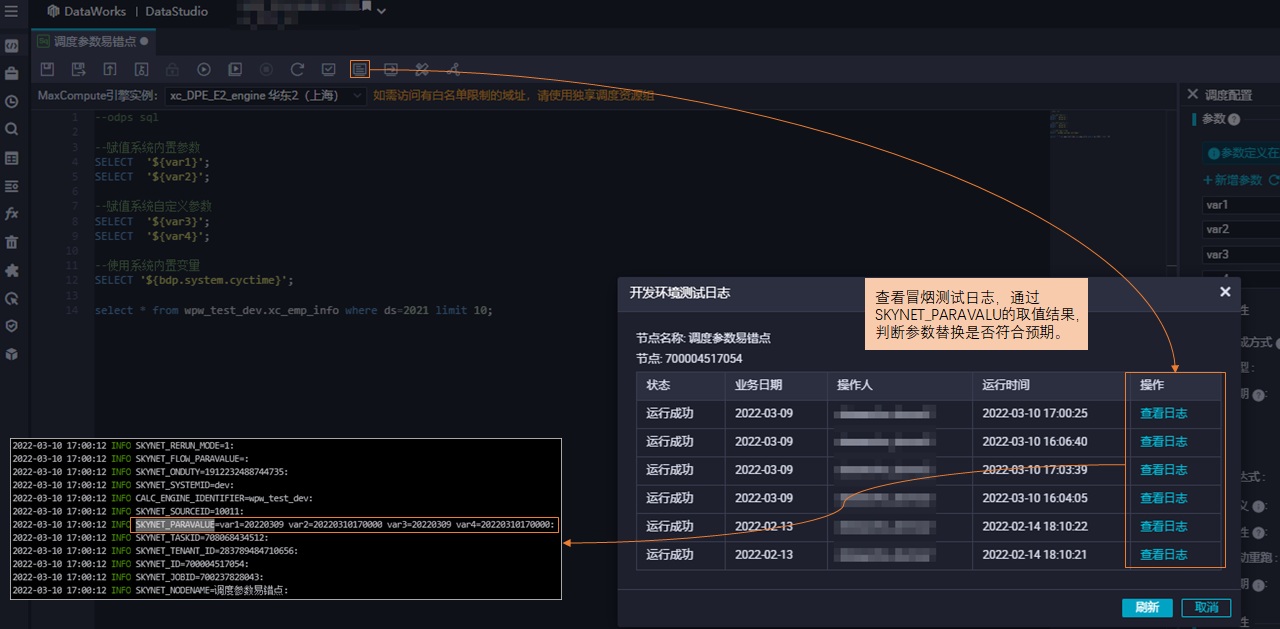 DataWorks | DataStudio
Sq 调度参数易错点
MaxCompute引擎实例: xc_DPE_E2_engine 华东2（上海） 如需访问有白名单限制的域址，请使用独享调度资源组
调度配置
参数
参数定义在
+ 新增参数
var1
var2
var3
1 --odps sql
2
3 --赋值系统内置参数
4 SELECT '${var1}';
5 SELECT '${var2}';
6
7 --赋值系统自定义参数
8 SELECT '${var3}';
9 SELECT '${var4}';
10
11 --使用系统内置变量
12 SELECT '${bdp.system.cyctime}';
13
14 select * from wpw_test_dev.xc_emp_info where ds=2021 limit 10;
开发环境测试日志
查看冒烟测试日志，通过
SKYNET_PARAVALU的取值结果，
判断参数替换是否符合预期。
节点名称: 调度参数易错点
节点: 700004517054
状态 业务日期 操作人 运行时间 操作
运行成功 2022-03-09 2022-03-10 17:00:25 查看日志
运行成功 2022-03-09 2022-03-10 16:06:40 查看日志
运行成功 2022-03-09 2022-03-10 17:03:39 查看日志
运行成功 2022-03-09 2022-03-10 16:04:05 查看日志
运行成功 2022-02-13 2022-02-14 18:10:22 查看日志
运行成功 2022-02-13 2022-02-14 18:10:21 查看日志
刷新 取消
2022-03-10 17:00:12 INFO SKYNET_RERUN_MODE=1:
2022-03-10 17:00:12 INFO SKYNET_FLOW_PARAVALUE=:
2022-03-10 17:00:12 INFO SKYNET_ONDUTY=1912232488744735:
2022-03-10 17:00:12 INFO SKYNET_SYSTEMID=dev:
2022-03-10 17:00:12 INFO CALC_ENGINE_IDENTIFIER=wpw_test_dev:
2022-03-10 17:00:12 INFO SKYNET_SOURCEID=10011:
2022-03-10 17:00:12 INFO SKYNET_PARAVALUE=var1=20220309 var2=20220310170000 var3=20220309 var4=20220310170000:
2022-03-10 17:00:12 INFO SKYNET_TASKID=708068434512:
2022-03-10 17:00:12 INFO SKYNET_TENANT_ID=283789484710656:
2022-03-10 17:00:12 INFO SKYNET_ID=700004517054:
2022-03-10 17:00:12 INFO SKYNET_JOBID=700237828043:
2022-03-10 17:00:12 INFO SKYNET_NODENAME=调度参数易错点: